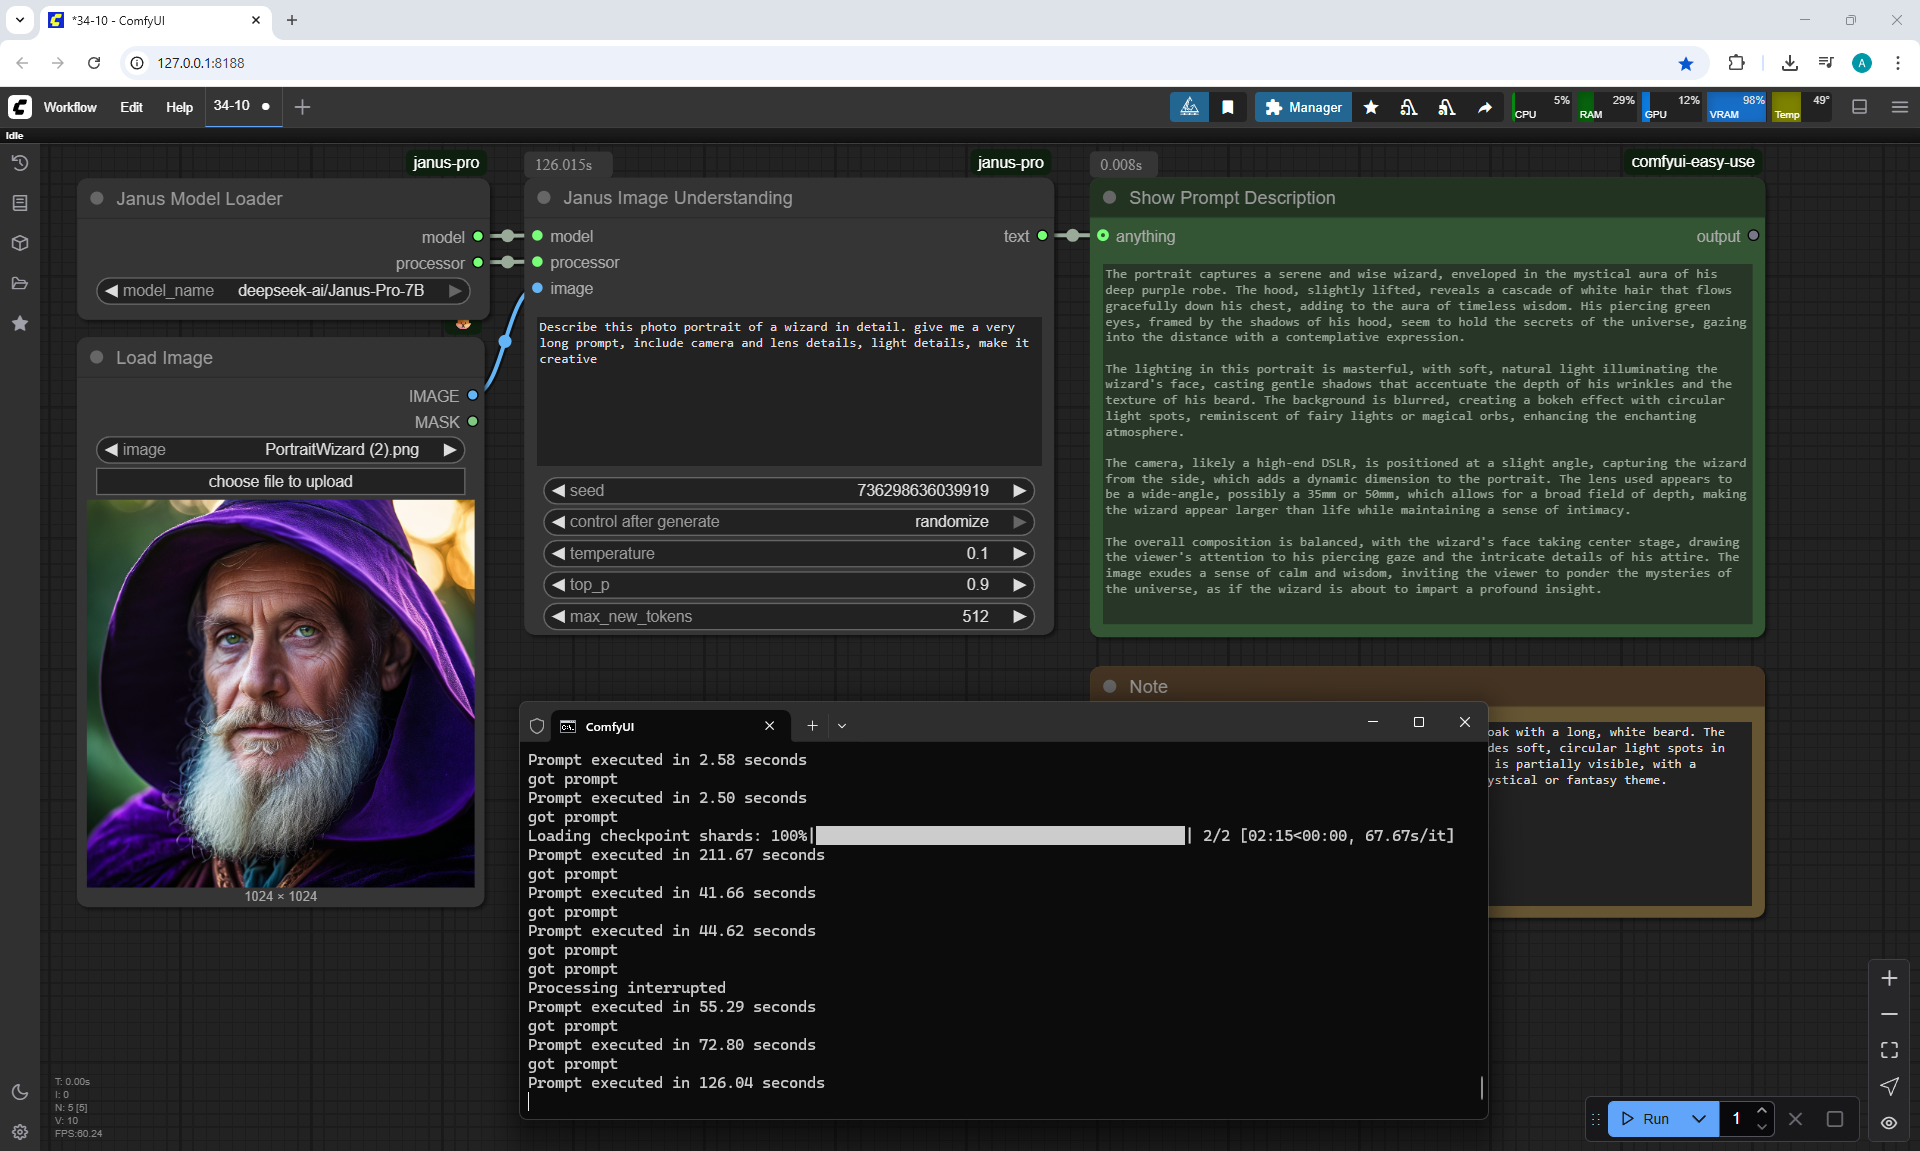 *34-10 - ComfyUI
127.0.0.1:8188
Workflow
Edit
Help
34-10
Manager
5%
CPU
29%
RAM
12%
GPU
98%
VRAM
49°
Temp
Idle
janus-pro
Janus Model Loader
model
processor
model_name deepseek-ai/Janus-Pro-7B
Load Image
IMAGE
MASK
image PortraitWizard (2).png
choose file to upload
1024 × 1024
126.015s
janus-pro
Janus Image Understanding
model
text
processor
image
Describe this photo portrait of a wizard in detail. give me a very
long prompt, include camera and lens details, light details, make it
creative
seed 736298636039919
control after generate randomize
temperature 0.1
top_p 0.9
max_new_tokens 512
0.008s
comfyui-easy-use
Show Prompt Description
anything
output
The portrait captures a serene and wise wizard, enveloped in the mystical aura of his
deep purple robe. The hood, slightly lifted, reveals a cascade of white hair that flows
gracefully down his chest, adding to the aura of timeless wisdom. His piercing green
eyes, framed by the shadows of his hood, seem to hold the secrets of the universe, gazing
into the distance with a contemplative expression.
The lighting in this portrait is masterful, with soft, natural light illuminating the
wizard's face, casting gentle shadows that accentuate the depth of his wrinkles and the
texture of his beard. The background is blurred, creating a bokeh effect with circular
light spots, reminiscent of fairy lights or magical orbs, enhancing the enchanting
atmosphere.
The camera, likely a high-end DSLR, is positioned at a slight angle, capturing the wizard
from the side, which adds a dynamic dimension to the portrait. The lens used appears to
be a wide-angle, possibly a 35mm or 50mm, which allows for a broad field of depth, making
the wizard appear larger than life while maintaining a sense of intimacy.
The overall composition is balanced, with the wizard's face taking center stage, drawing
the viewer's attention to his piercing gaze and the intricate details of his attire. The
image exudes a sense of calm and wisdom, inviting the viewer to ponder the mysteries of
the universe, as if the wizard is about to impart a profound insight.
Note
oak with a long, white beard. The
des soft, circular light spots in
is partially visible, with a
ystical or fantasy theme.
ComfyUI
Prompt executed in 2.58 seconds
got prompt
Prompt executed in 2.50 seconds
got prompt
Loading checkpoint shards: 100%| | 2/2 [02:15<00:00, 67.67s/it]
Prompt executed in 211.67 seconds
got prompt
Prompt executed in 41.66 seconds
got prompt
Prompt executed in 44.62 seconds
got prompt
got prompt
Processing interrupted
Prompt executed in 55.29 seconds
got prompt
Prompt executed in 72.80 seconds
got prompt
Prompt executed in 126.04 seconds
T: 0.00s
I: 0
N: 5 [5]
V: 10
FPS:60.24
Run
1
A